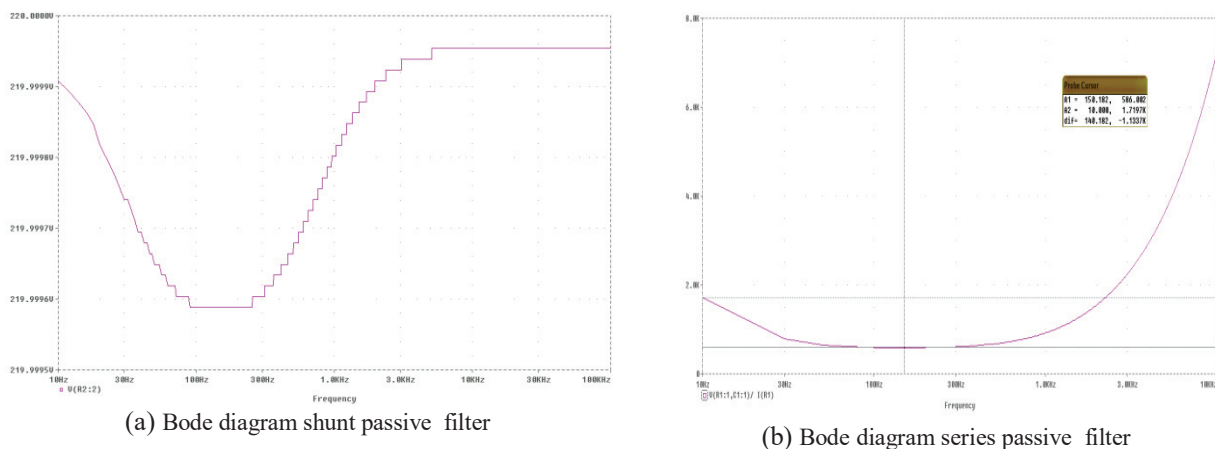 220.0000V
219.9999V
219.9998V
219.9997V
219.9996V
219.9995V
10Hz 30Hz 100Hz 300Hz 1.0KHz 3.0KHz 10KHz 30KHz 100KHz
V(R2:2)
Frequency
(a) Bode diagram shunt passive filter
8.0K
6.0K
4.0K
2.0K
0
Probe Cursor
A1 = 150.182, 586.002
A2 = 10.000, 1.7197K
dif= 140.182, -1.1337K
10Hz 30Hz 100Hz 300Hz 1.0KHz 3.0KHz 10KHz
V(R1:1,C1:1)/ I(R1)
Frequency
(b) Bode diagram series passive filter